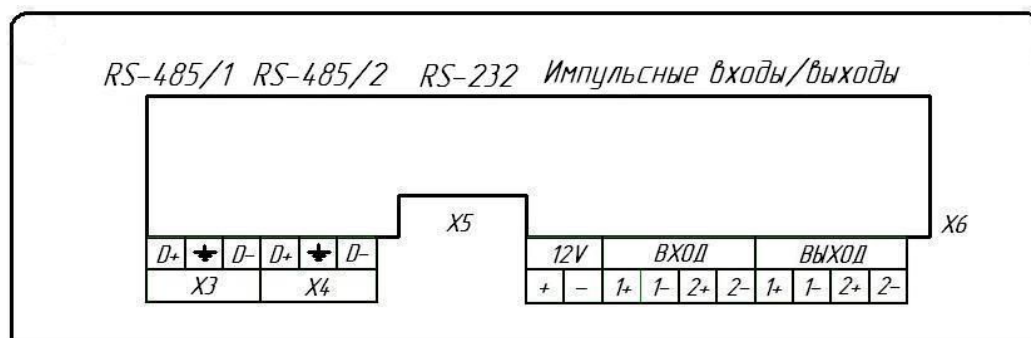 RS-485/1 RS-485/2 RS-232 Импульсные входы/выходы
X5 X6
D+ D- D+ D- 12V ВХОД ВЫХОД
X3 X4 + - 1+ 1- 2+ 2- 1+ 1- 2+ 2-